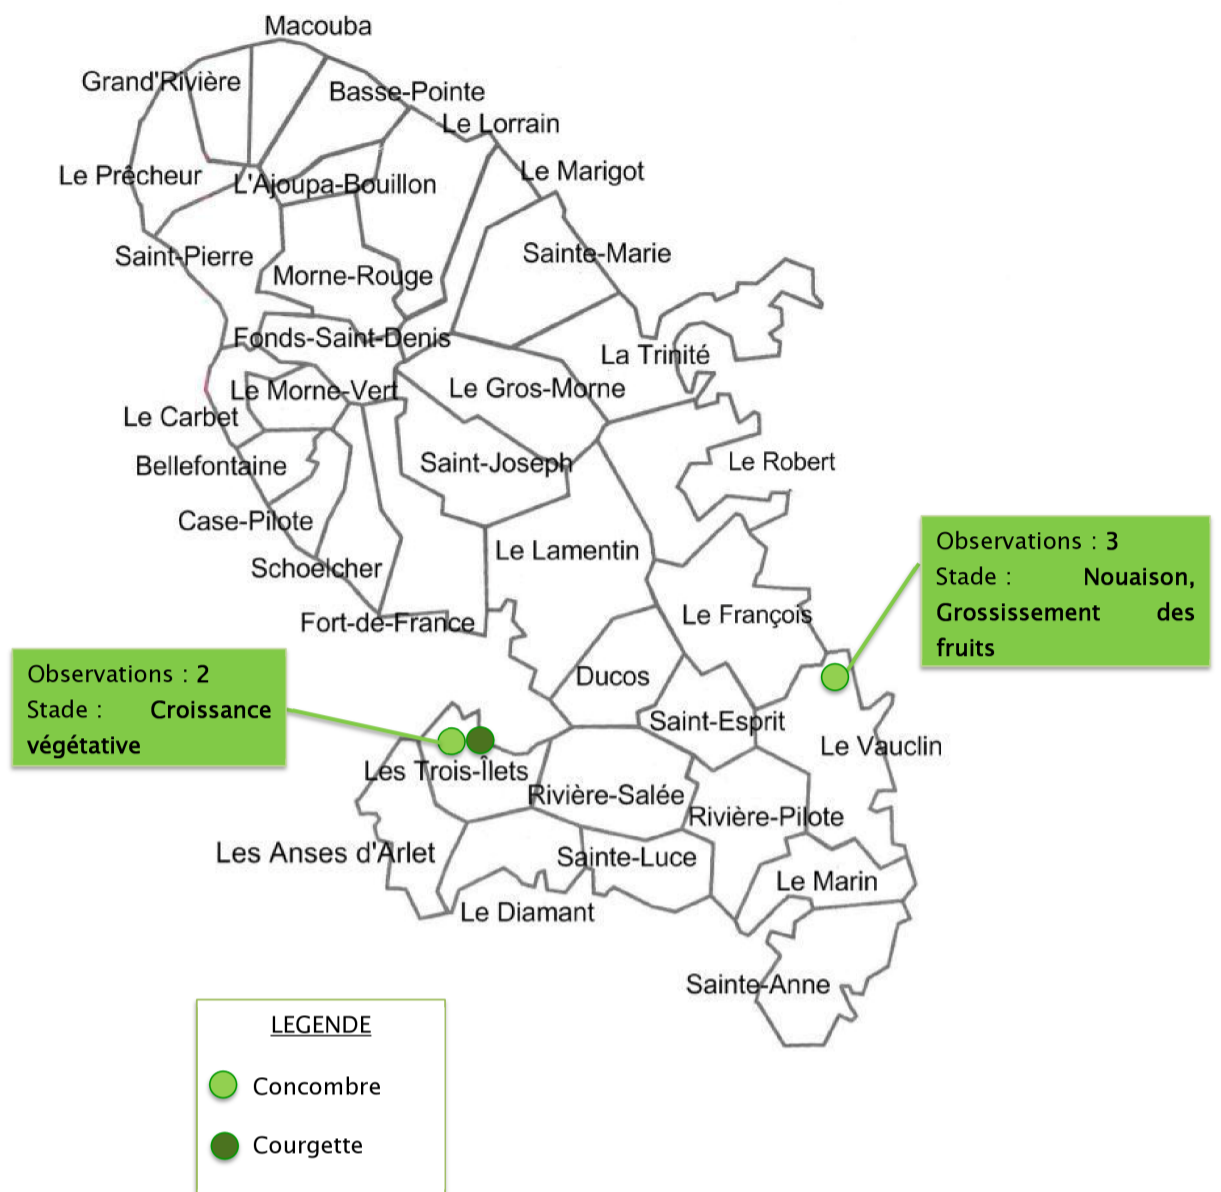 Macouba
Grand'Rivière
Basse-Pointe
Le Lorrain
Le Marigot
Le Prêcheur
L'Ajoupa-Bouillon
Saint-Pierre
Sainte-Marie
Morne-Rouge
Fonds-Saint-Denis
La Trinité
Le Morne-Vert
Le Gros-Morne
Le Carbet
Bellefontaine
Saint-Joseph
Le Robert
Case-Pilote
Le Lamentin
Schoelcher
Fort-de-France
Le François
Observations : 3
Stade : Nouaison,
Grossissement des
fruits
Observations : 2
Stade : Croissance
végétative
Ducos
Saint-Esprit
Le Vauclin
Les Trois-Îlets
Rivière-Salée
Rivière-Pilote
Les Anses d'Arlet
Sainte-Luce
Le Marin
Le Diamant
Sainte-Anne
LEGENDE
Concombre
Courgette